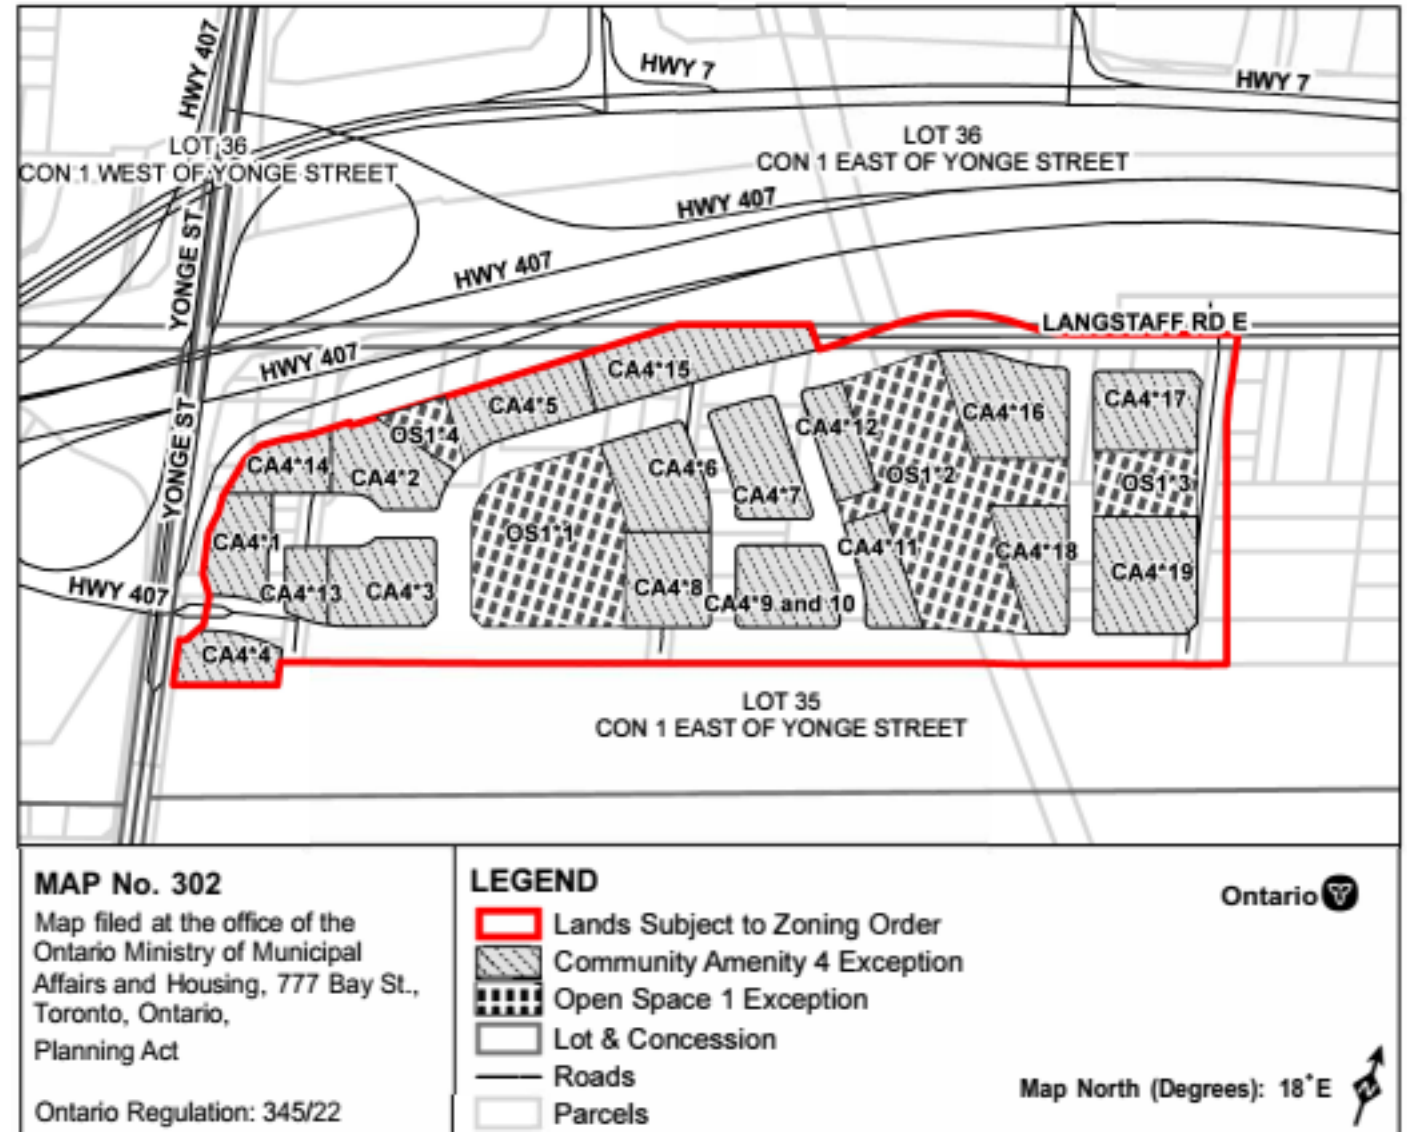 HWY 407
HWY 7
HWY 7
LOT 36
CON 1 WEST OF YONGE STREET
LOT 36
CON 1 EAST OF YONGE STREET
HWY 407
YONGE ST
HWY 407
LANGSTAFF RD E
HWY 407
CA4*15
CA4*5
CA4*17
CA4*16
CA4*12
OS1*4
YONGE ST
CA4*14
CA4*2
CA4*6
CA4*7
OS1*2
OS1*3
CA4*1
OS1*1
CA4*11
CA4*18
CA4*19
HWY 407
CA4*13
CA4*3
CA4*8
CA4*9 and 10
CA4*4
LOT 35
CON 1 EAST OF YONGE STREET
MAP No. 302
Map filed at the office of the
Ontario Ministry of Municipal
Affairs and Housing, 777 Bay St.,
Toronto, Ontario,
Planning Act
Ontario Regulation: 345/22
LEGEND
Lands Subject to Zoning Order
Community Amenity 4 Exception
Open Space 1 Exception
Lot & Concession
Roads
Parcels
Ontario
Map North (Degrees): 18°E
N